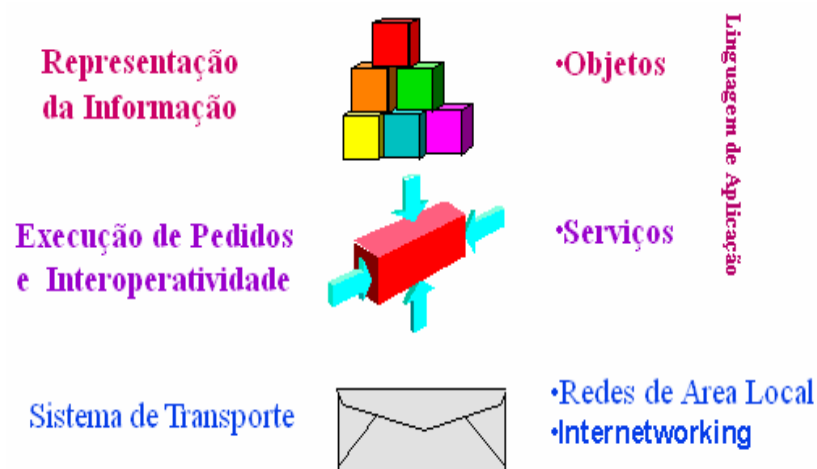 Representação
da Informação
•Objetos
Linguagem de Aplicação
Execução de Pedidos
e Interoperatividade
•Serviços
Sistema de Transporte
•Redes de Area Local
•Internetworking